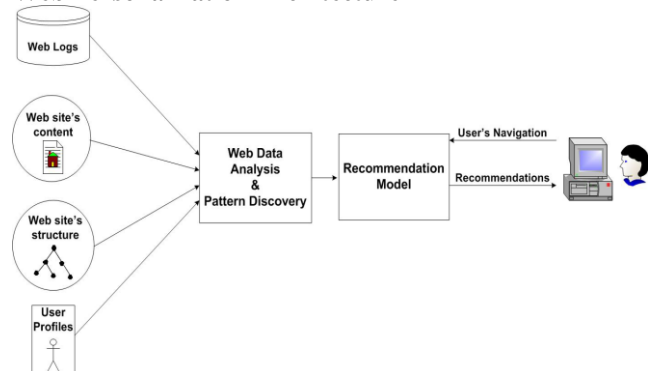 Web Logs
Web site's
content
Web site's
structure
User
Profiles
Web Data
Analysis
&
Pattern Discovery
Recommendation
Model
User's Navigation
Recommendations